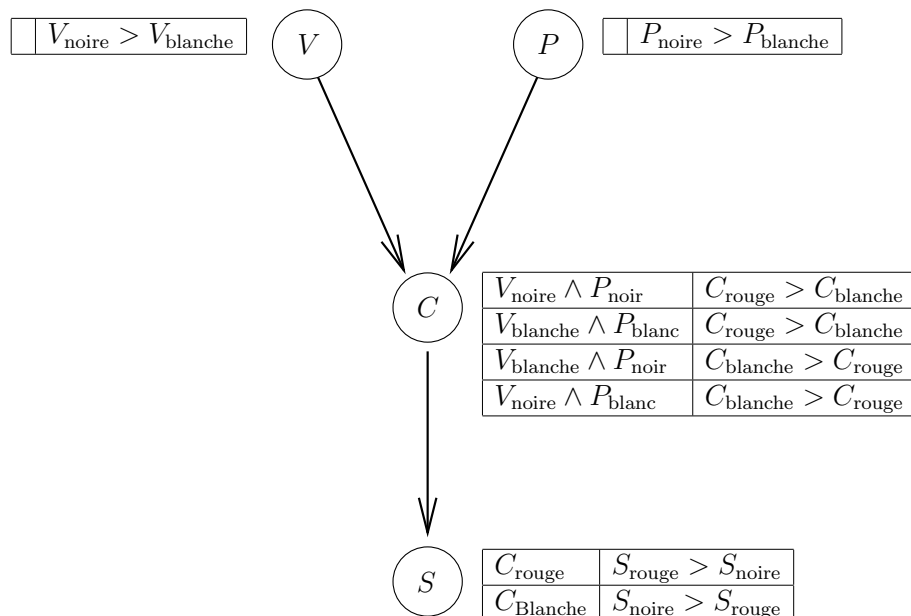 V_noire > V_blanche V P P_noire > P_blanche
C V_noire ∧ P_noir C_rouge > C_blanche
V_blanche ∧ P_blanc C_rouge > C_blanche
V_blanche ∧ P_noir C_blanche > C_rouge
V_noire ∧ P_blanc C_blanche > C_rouge
S C_rouge S_rouge > S_noire
C_Blanche S_noire > S_rouge